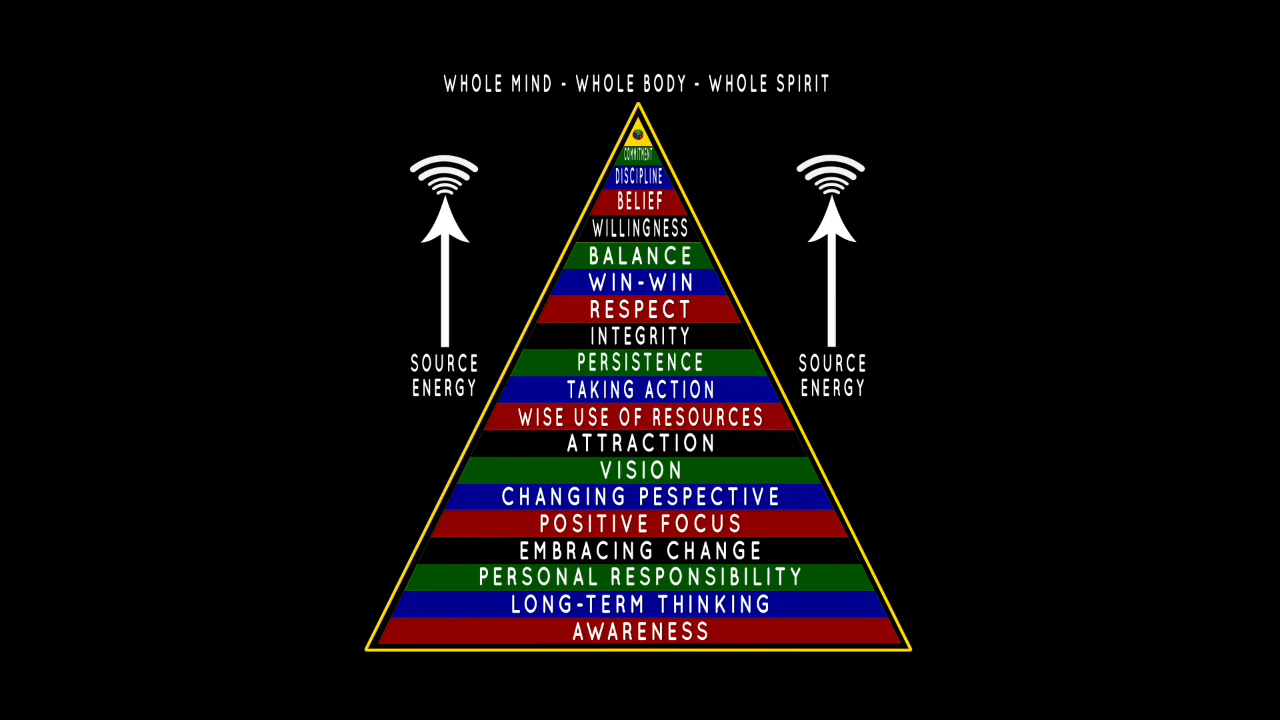 WHOLE MIND - WHOLE BODY - WHOLE SPIRIT
COMMITMENT
DISCIPLINE
BELIEF
WILLINGNESS
BALANCE
WIN-WIN
RESPECT
INTEGRITY
PERSISTENCE
SOURCE
ENERGY
SOURCE
ENERGY
TAKING ACTION
WISE USE OF RESOURCES
ATTRACTION
VISION
CHANGING PESPECTIVE
POSITIVE FOCUS
EMBRACING CHANGE
PERSONAL RESPONSIBILITY
LONG-TERM THINKING
AWARENESS